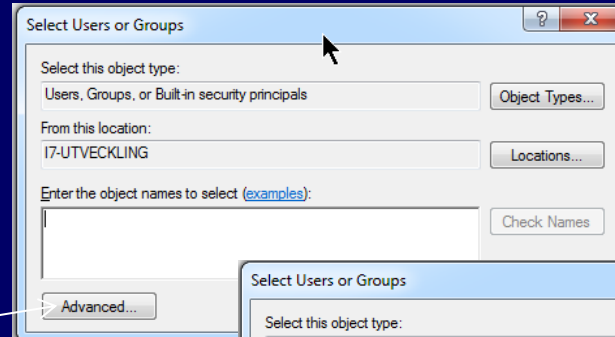 Select Users or Groups
Select this object type:
Users, Groups, or Built-in security principals
Object Types...
From this location:
I7-UTVECKLING
Locations...
Enter the object names to select (examples):
Check Names
Advanced...
Select Users or Groups
Select this object type: